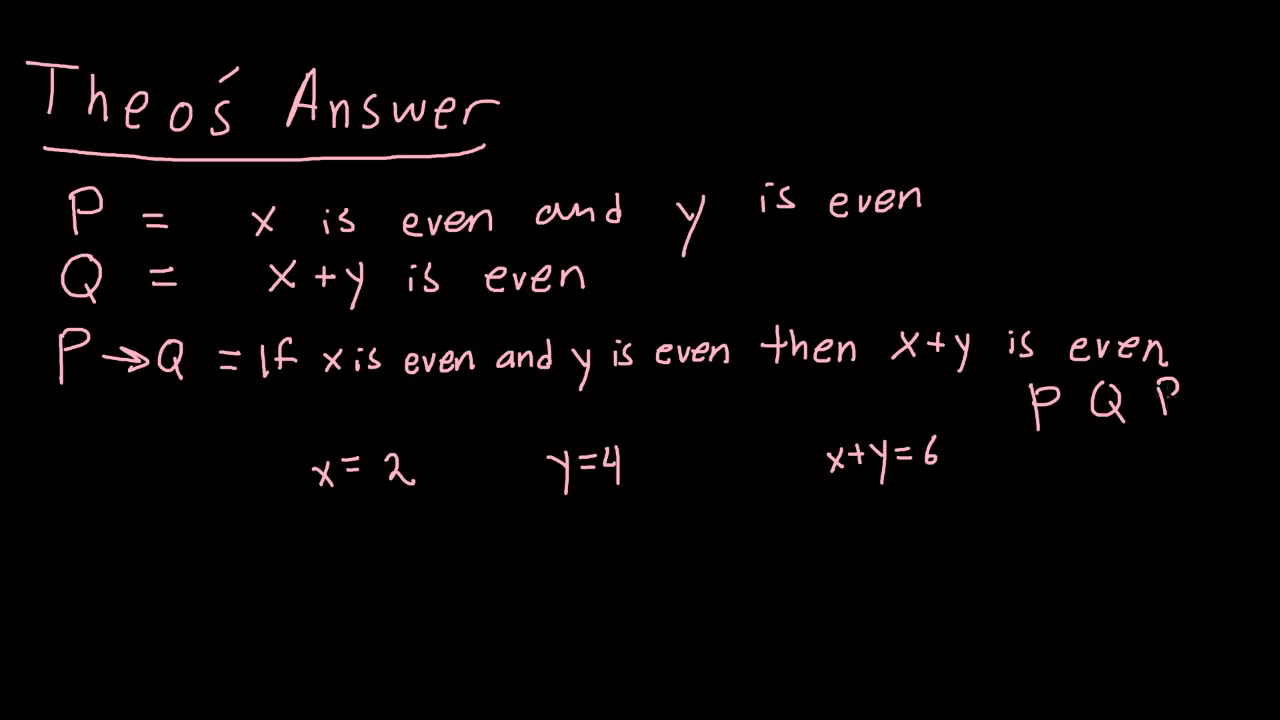 Theo's Answer
P = x is even and y is even
Q = x+y is even
P → Q = If x is even and y is even then x+y is even
P Q P
x = 2 y=4 x+y=6